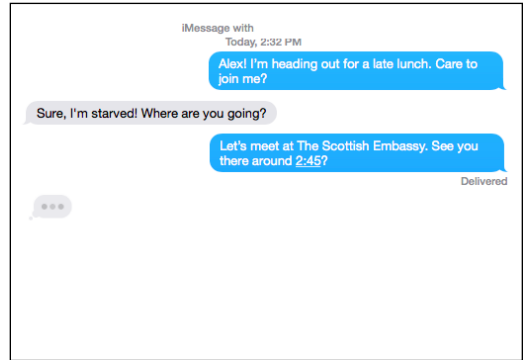 iMessage with
Today, 2:32 PM
Alex! I'm heading out for a late lunch. Care to
join me?
Sure, I'm starved! Where are you going?
Let's meet at The Scottish Embassy. See you
there around 2:45?
Delivered